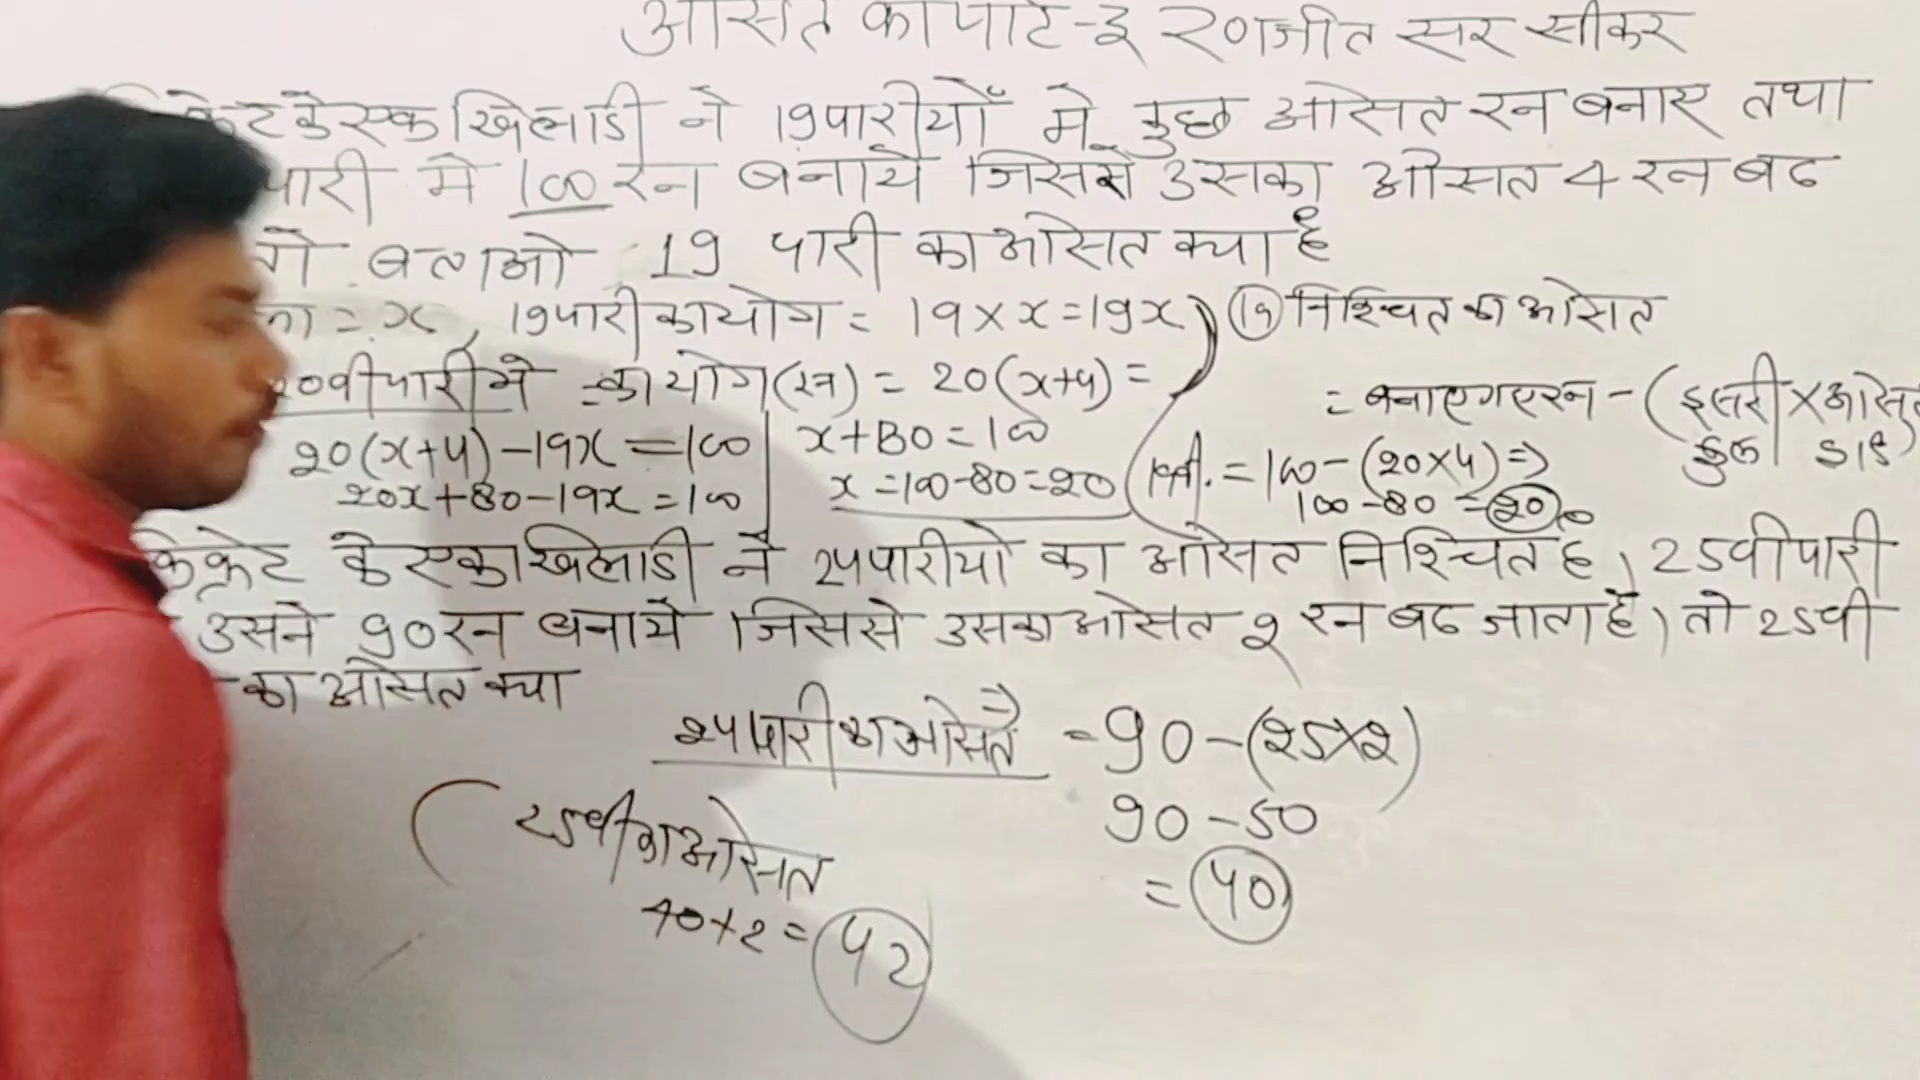 औसत का पार्ट-3 रणजीत सर सीकर
के एक खिलाडी ने 19 पारीयों में कुछ औसत रन बनाए तथा
पारी में 100 रन बनाये जिससे उसका औसत 4 रन बढ
तो बताओ 19 पारी का औसत क्या है
= x, 19 पारी का योग = 19 × x = 19x
20वी पारी में = का योग (रन) = 20(x+4) =
20(x+4) - 19x = 100
20x + 80 - 19x = 100
x + 80 = 100
x = 100 - 80 = 20
19 निश्चित का औसत
= बनाए गए रन - (
= 100 - (20×4) ⇒
100 - 80 = 20
क्रिकेट के एक खिलाडी ने 24 पारीयो का औसत निश्चित है, 25वी पारी
उसने 90 रन बनाये जिससे उसका औसत 2 रन बढ जाता है, तो 25वी
का औसत क्या
24 पारी का औसत ⇒ = 90 - (25×2)
90 - 50
= 40
25वी का औसत
40+2 = 42